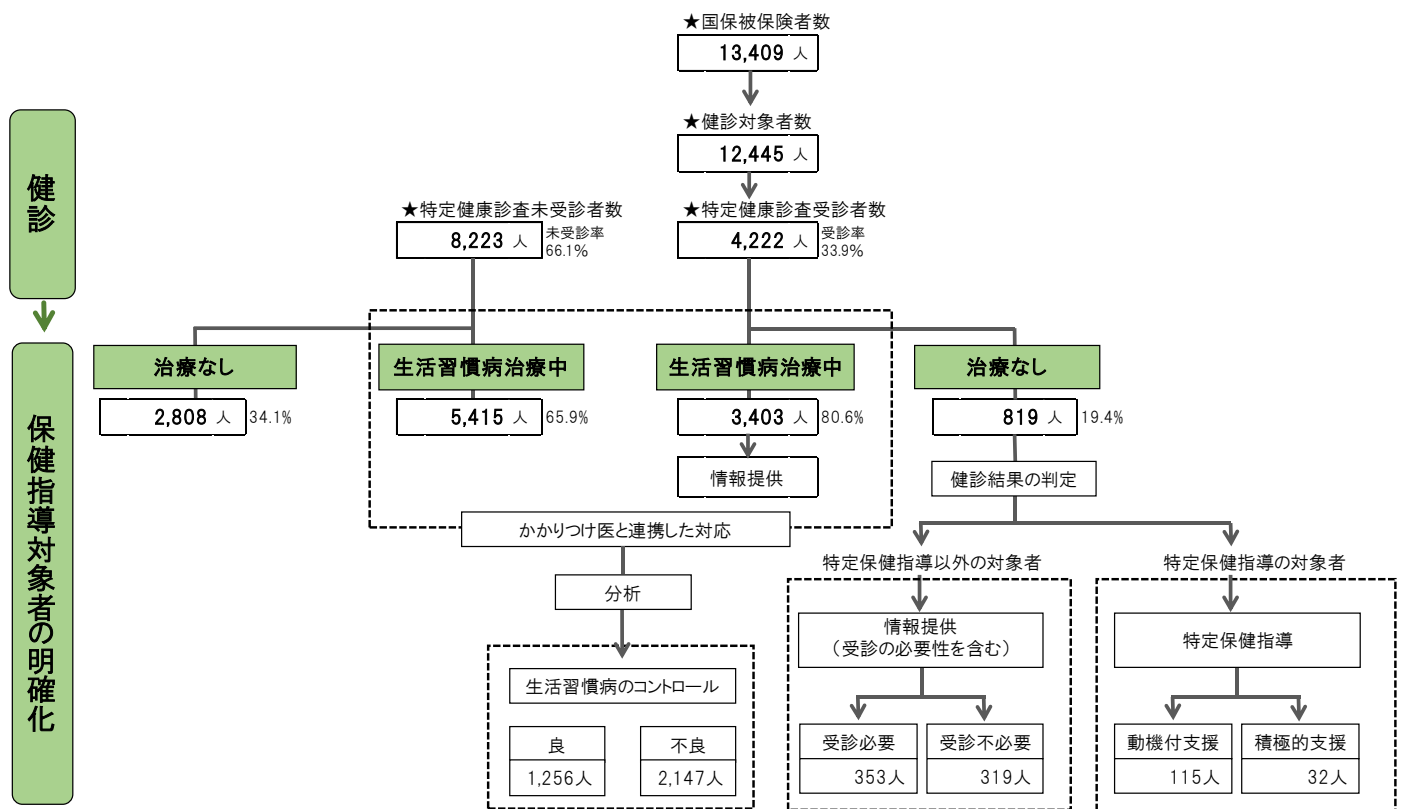 ★国保被保険者数
13,409 人
★健診対象者数
12,445 人
健診
★特定健康診査未受診者数
8,223 人
未受診率
66.1%
★特定健康診査受診者数
4,222 人
受診率
33.9%
保健指導対象者の明確化
治療なし
2,808 人 34.1%
生活習慣病治療中
5,415 人 65.9%
生活習慣病治療中
3,403 人 80.6%
治療なし
819 人 19.4%
情報提供
健診結果の判定
かかりつけ医と連携した対応
分析
生活習慣病のコントロール
良
1,256人
不良
2,147人
特定保健指導以外の対象者
情報提供
（受診の必要性を含む）
受診必要
353人
受診不必要
319人
特定保健指導の対象者
特定保健指導
動機付支援
115人
積極的支援
32人